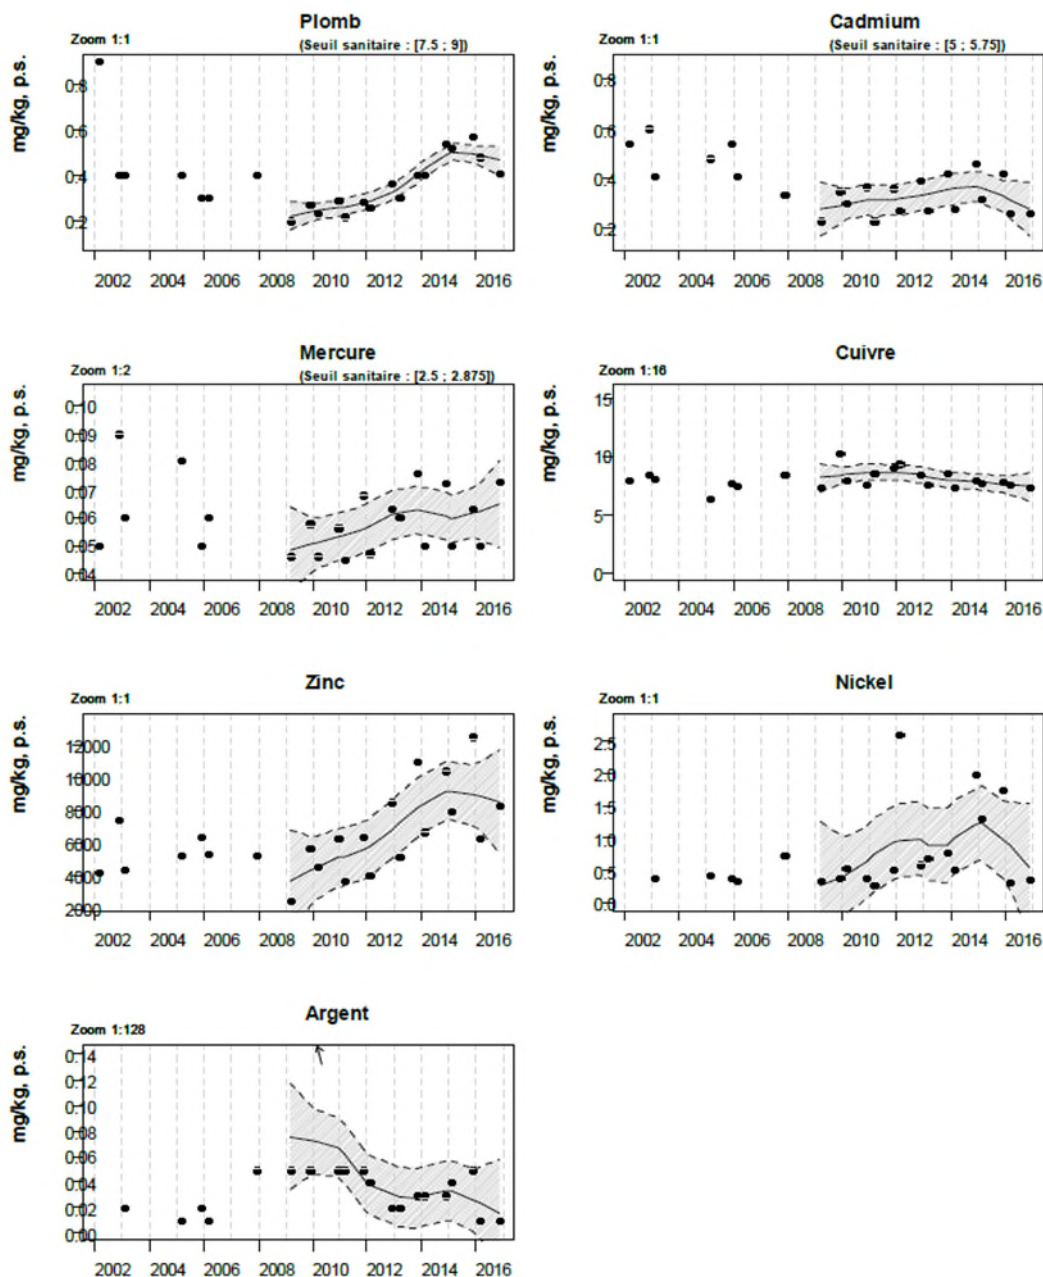 Plomb
Zoom 1:1
(Seuil sanitaire : [7.5 ; 9])
mg/kg, p.s.
0.8
0.6
0.4
0.2
2002 2004 2006 2008 2010 2012 2014 2016
Cadmium
Zoom 1:1
(Seuil sanitaire : [5 ; 5.75])
mg/kg, p.s.
0.8
0.6
0.4
0.2
2002 2004 2006 2008 2010 2012 2014 2016
Mercure
Zoom 1:2
(Seuil sanitaire : [2.5 ; 2.875])
mg/kg, p.s.
0.10
0.09
0.08
0.07
0.06
0.05
0.04
2002 2004 2006 2008 2010 2012 2014 2016
Cuivre
Zoom 1:16
mg/kg, p.s.
15
10
5
0
2002 2004 2006 2008 2010 2012 2014 2016
Zinc
Zoom 1:1
mg/kg, p.s.
12000
10000
8000
6000
4000
2000
2002 2004 2006 2008 2010 2012 2014 2016
Nickel
Zoom 1:1
mg/kg, p.s.
2.5
2.0
1.5
1.0
0.5
0.0
2002 2004 2006 2008 2010 2012 2014 2016
Argent
Zoom 1:128
mg/kg, p.s.
0.14
0.12
0.10
0.08
0.06
0.04
0.02
0.00
2002 2004 2006 2008 2010 2012 2014 2016